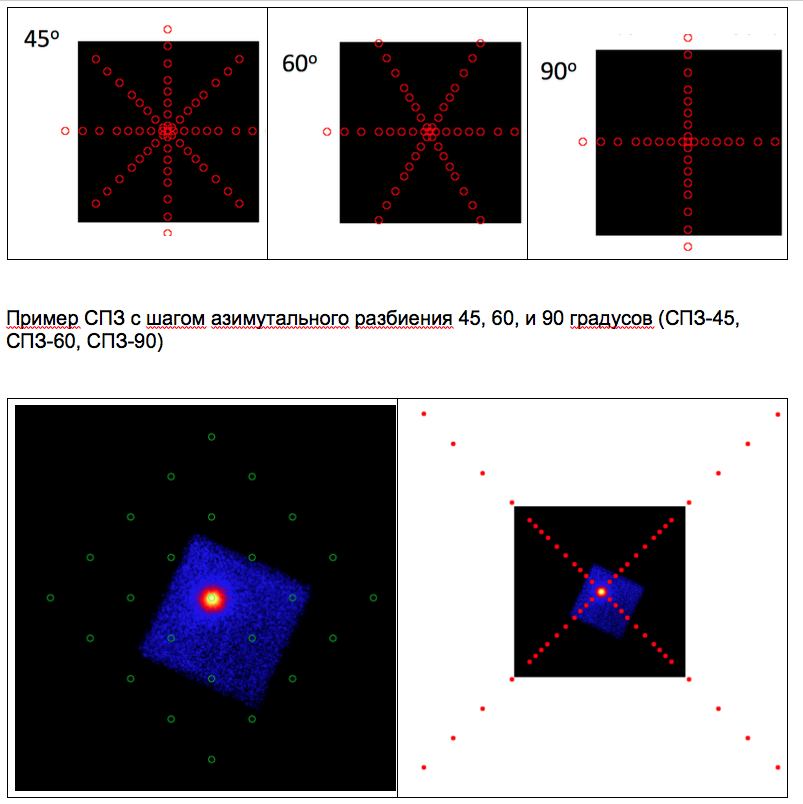 45º
60º
90º
Пример СПЗ с шагом азимутального разбиения 45, 60, и 90 градусов (СПЗ-45,
СПЗ-60, СПЗ-90)